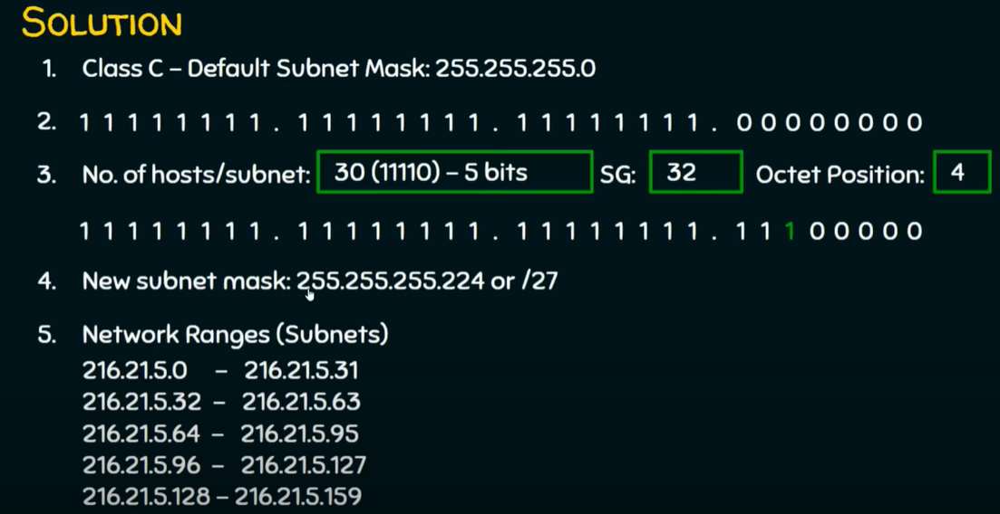 SOLUTION
1. Class C – Default Subnet Mask: 255.255.255.0
2. 1 1 1 1 1 1 1 1 . 1 1 1 1 1 1 1 1 . 1 1 1 1 1 1 1 1 . 0 0 0 0 0 0 0 0
3. No. of hosts/subnet: 30 (11110) – 5 bits SG: 32 Octet Position: 4
1 1 1 1 1 1 1 1 . 1 1 1 1 1 1 1 1 . 1 1 1 1 1 1 1 1 . 1 1 1 0 0 0 0 0
4. New subnet mask: 255.255.255.224 or /27
5. Network Ranges (Subnets)
216.21.5.0 – 216.21.5.31
216.21.5.32 – 216.21.5.63
216.21.5.64 – 216.21.5.95
216.21.5.96 – 216.21.5.127
216.21.5.128 – 216.21.5.159